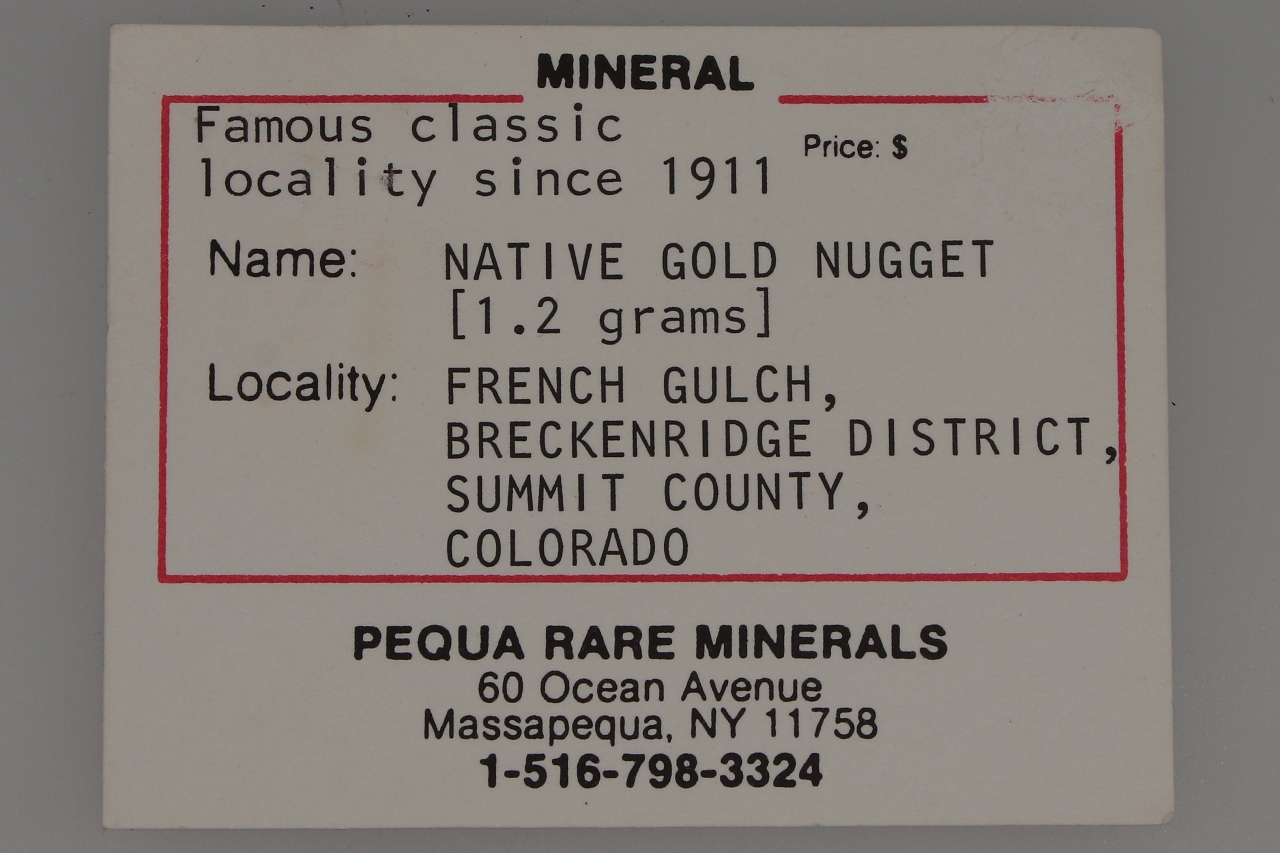 MINERAL
Famous classic
locality since 1911
Price: $
Name: NATIVE GOLD NUGGET
[1.2 grams]
Locality: FRENCH GULCH,
BRECKENRIDGE DISTRICT,
SUMMIT COUNTY,
COLORADO
PEQUA RARE MINERALS
60 Ocean Avenue
Massapequa, NY 11758
1-516-798-3324